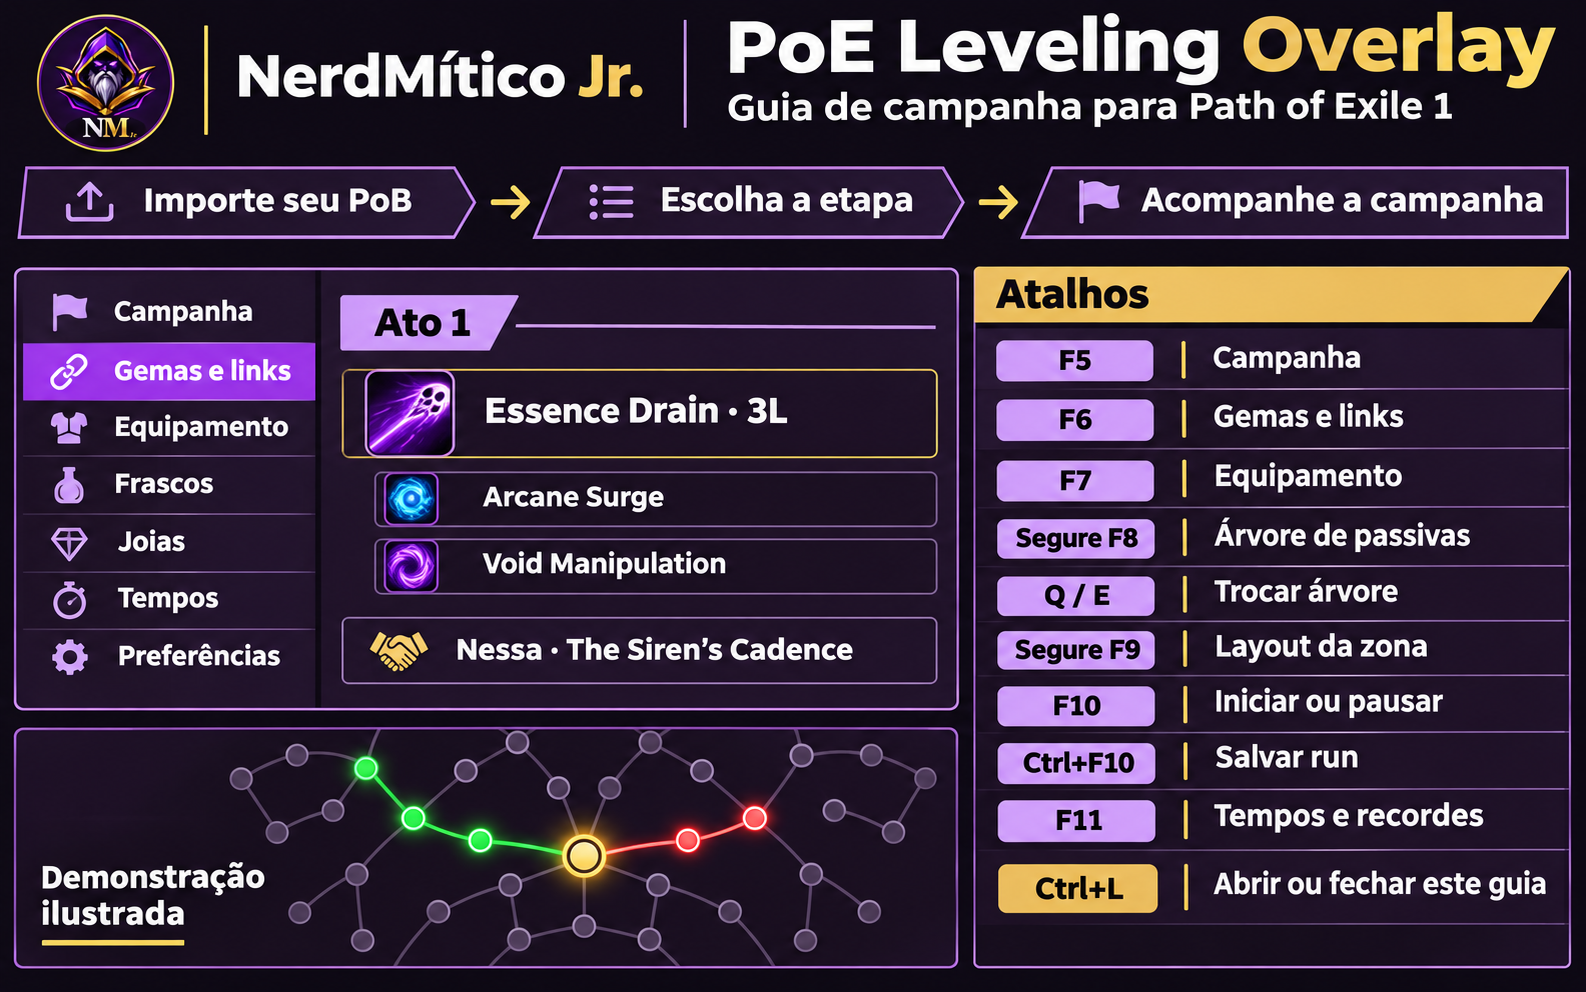 NM Jr.
NerdMítico Jr.
PoE Leveling Overlay
Guia de campanha para Path of Exile 1
Importe seu PoB
Escolha a etapa
Acompanhe a campanha
Campanha
Gemas e links
Equipamento
Frascos
Joias
Tempos
Preferências
Ato 1
Essence Drain · 3L
Arcane Surge
Void Manipulation
Nessa · The Siren's Cadence
Demonstração
ilustrada
Atalhos
F5 Campanha
F6 Gemas e links
F7 Equipamento
Segure F8 Árvore de passivas
Q / E Trocar árvore
Segure F9 Layout da zona
F10 Iniciar ou pausar
Ctrl+F10 Salvar run
F11 Tempos e recordes
Ctrl+L Abrir ou fechar este guia